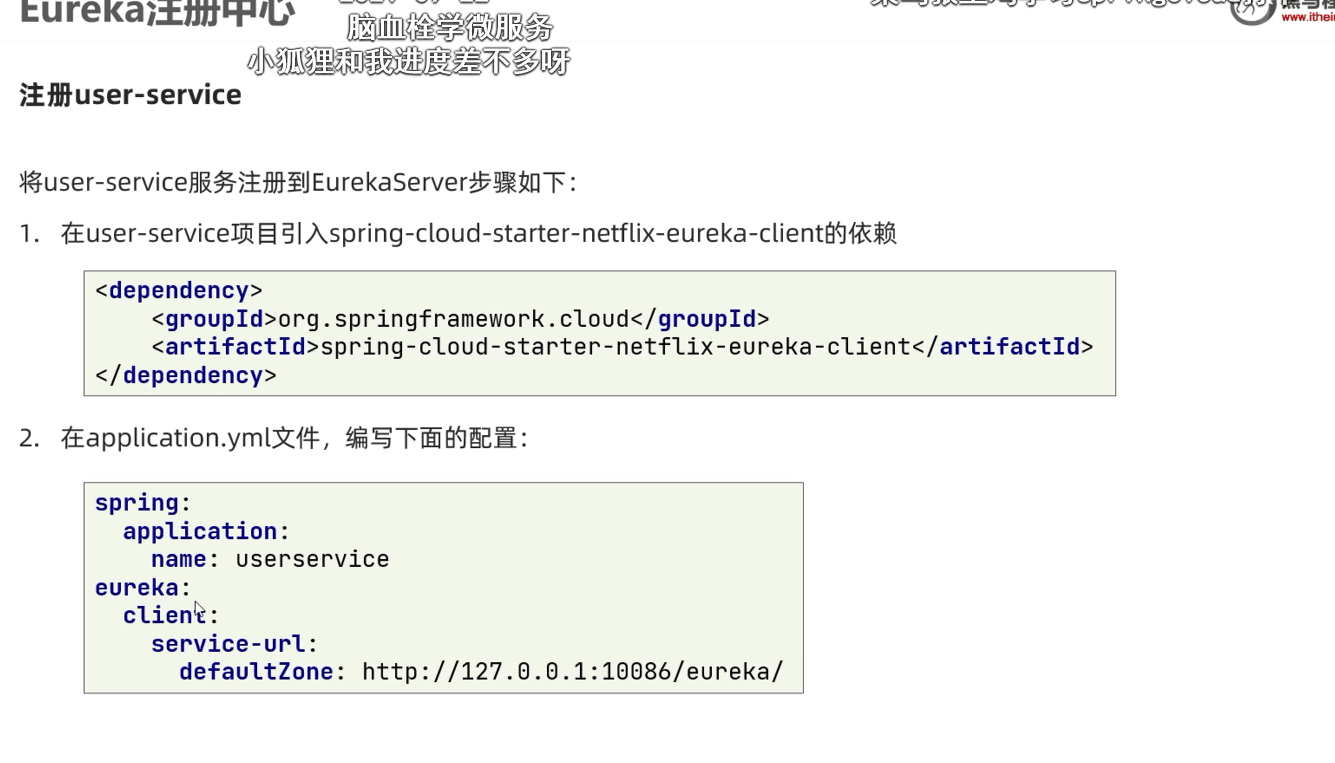 Eureka注册中心
脑血栓学微服务
小狐狸和我进度差不多呀
www.itheim
注册user-service
将user-service服务注册到EurekaServer步骤如下：
1. 在user-service项目引入spring-cloud-starter-netflix-eureka-client的依赖
<dependency>
    <groupId>org.springframework.cloud</groupId>
    <artifactId>spring-cloud-starter-netflix-eureka-client</artifactId>
</dependency>
2. 在application.yml文件，编写下面的配置：
spring:
  application:
    name: userservice
eureka:
  client:
    service-url:
      defaultZone: http://127.0.0.1:10086/eureka/